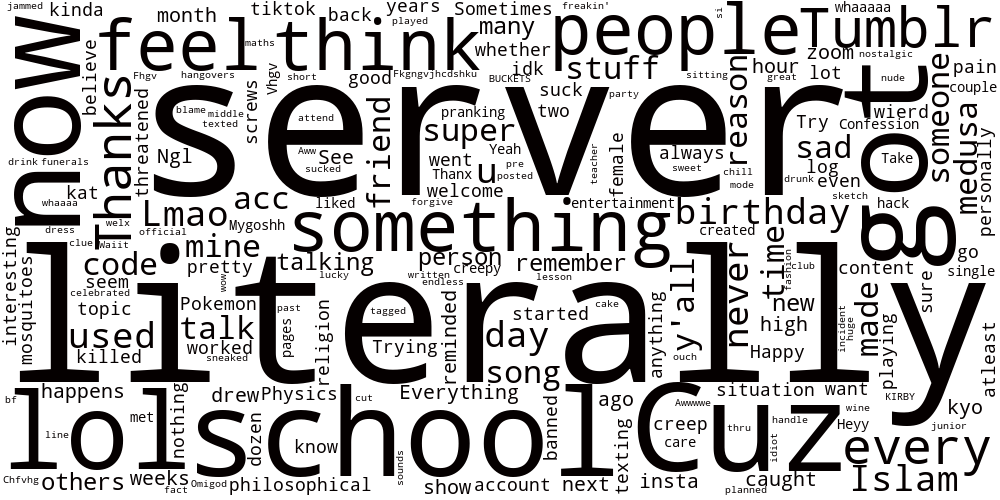 jammed
kinda
month
tiktok
back
years
played
Sometimes
many
freakin'
si
whaaaaa
now
feel
think
people
Tumblr
believe
maths
whether
zoom
nostalgic
idk
stuff
hour
lot
someone
pain
couple
Fhgv
hangovers
Vhgv
short
good
Fkgngvjhcdshku
BUCKETS
suck
sitting
great
nude
reason
got
Thanks
threatened
blame
middle
texted
screws
server
attend
friend
pranking
two
party
super
Try
wierd
Confession
medusa
personally
drink
funerals
Ngl
Aww
See
sucked
Yeah
went
pre
posted
teacher
female
always
sweet
chill
mode
sad
log
Take
drunk
even
kat
whaaaa
Thanx
u
welcome
sketch
hack
dress
welx
official
Lmao
acc
liked
forgive
entertainment
birthday
Mygoshh
something
created
clue
Waiit
mine
interesting
mosquitoes
code
seem
celebrated
pretty
talking
person
creepy
remember
lucky
written
endless
lesson
y'all
never
time
fashion
club
content
go
single
sure
topic
wow
Pokemon
past
tagged
cake
started
new
high
made
literally
used
talk
worked
sneaked
pages
religion
Trying
reminded
day
anything
ouch
Happy
incident
huge
playing
atleast
killed
song
happens
drew
Physics
cut
Everything
banned
ago
situation
want
KIRBY
bf
lol
met
nothing
school
Awwwwe
creep
care
Cuz
thru
handle
wine
Heyy
kyo
junior
line
dozen
know
texting
idiot
every
Chfvhg
others
weeks
fact
Omigod
philosophical
sounds
show
account
next
insta
planned
caught
Islam